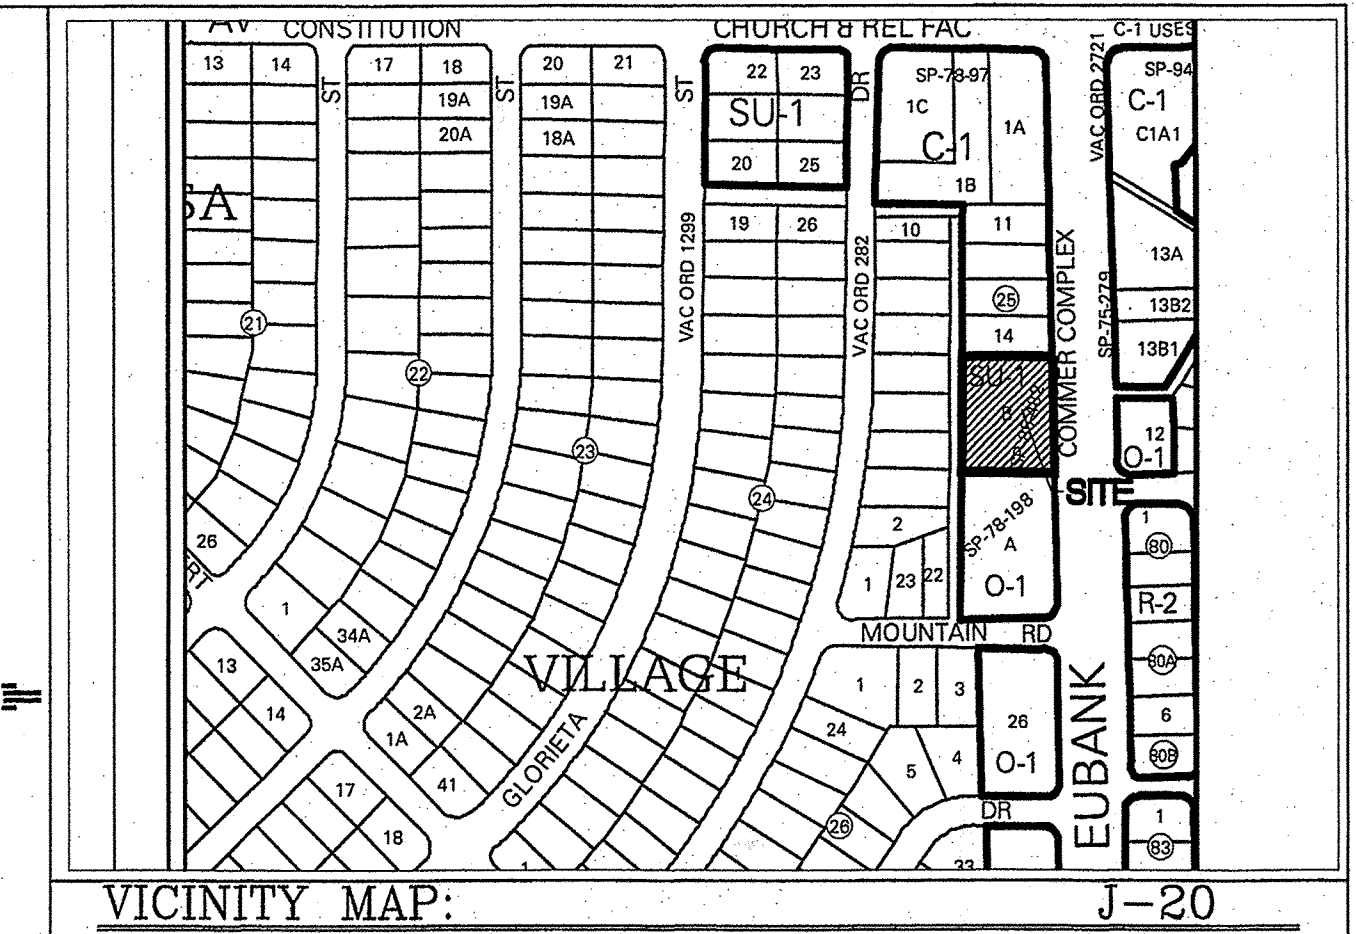 AV CONSTITUTION CHURCH & REL FAC C-1 USES
13 14 ST 17 18 ST 20 21 ST 22 23 DR SP-78-97 VAC ORD 2721 SP-94
19A 19A SU-1 1C 1A C-1
20A 18A C-1 C1A1
20 25 1B
SA VAC ORD 1299 19 26 VAC ORD 282 10 11 13A
25 COMMER COMPLEX SP-75-279 13B2
21 14 13B1
22 SU-1
B
23 12
O-1
24 SITE
26 2 SP-78-198 A 1
80
RT 1 23 22 O-1 R-2
1 34A MOUNTAIN RD
35A 80A
13 VILLAGE 1 2 3
14 2A 24 26 6
1A GLORIETA 5 4 O-1 EUBANK 80B
17 41
18 26 DR 1
1 33 83
VICINITY MAP: J-20